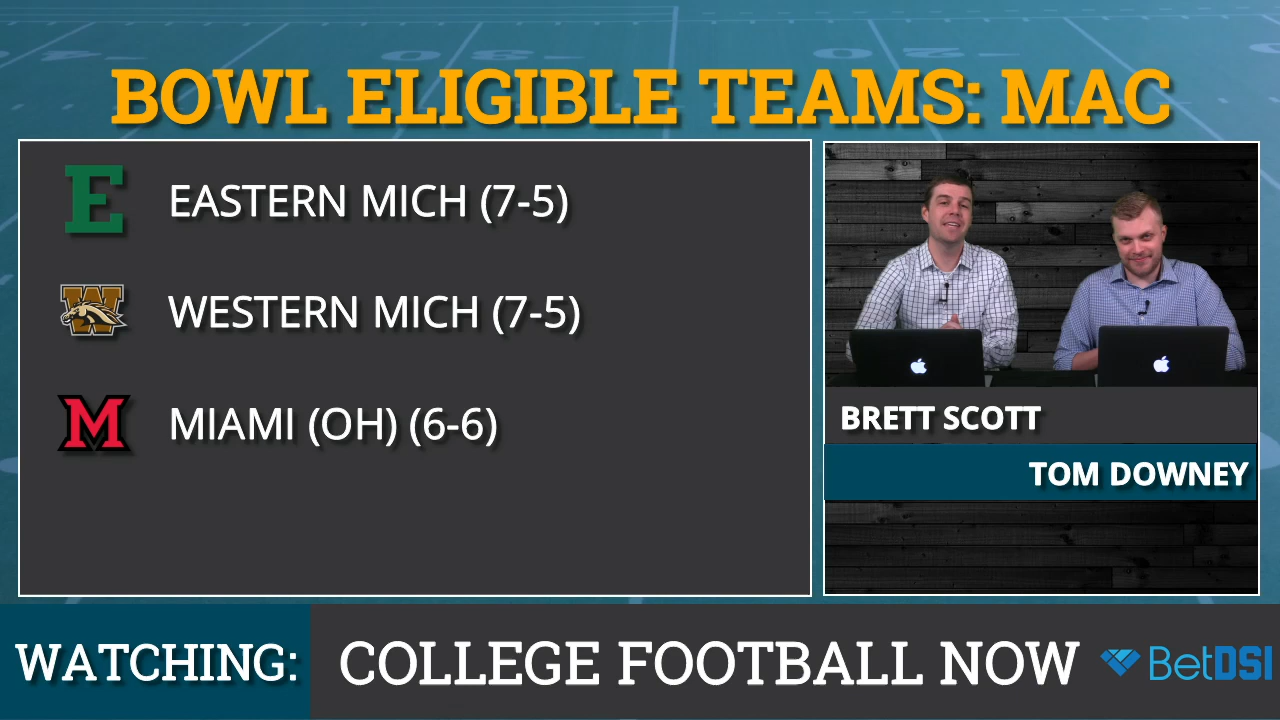 BOWL ELIGIBLE TEAMS: MAC
E
EASTERN MICH (7-5)
W
WESTERN MICH (7-5)
M
MIAMI (OH) (6-6)
BRETT SCOTT
TOM DOWNEY
WATCHING:
COLLEGE FOOTBALL NOW
BetDSI